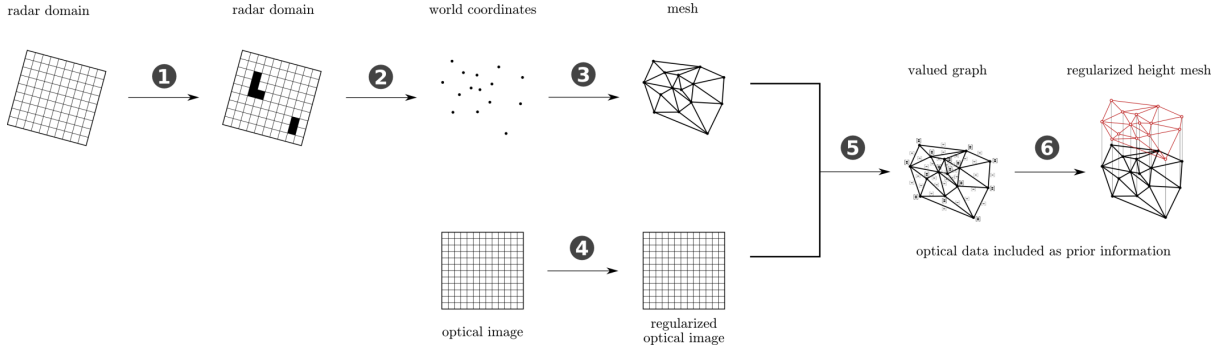 radar domain
radar domain
world coordinates
mesh
1
2
3
valued graph
regularized height mesh
5
6
4
optical data included as prior information
optical image
regularized
optical image